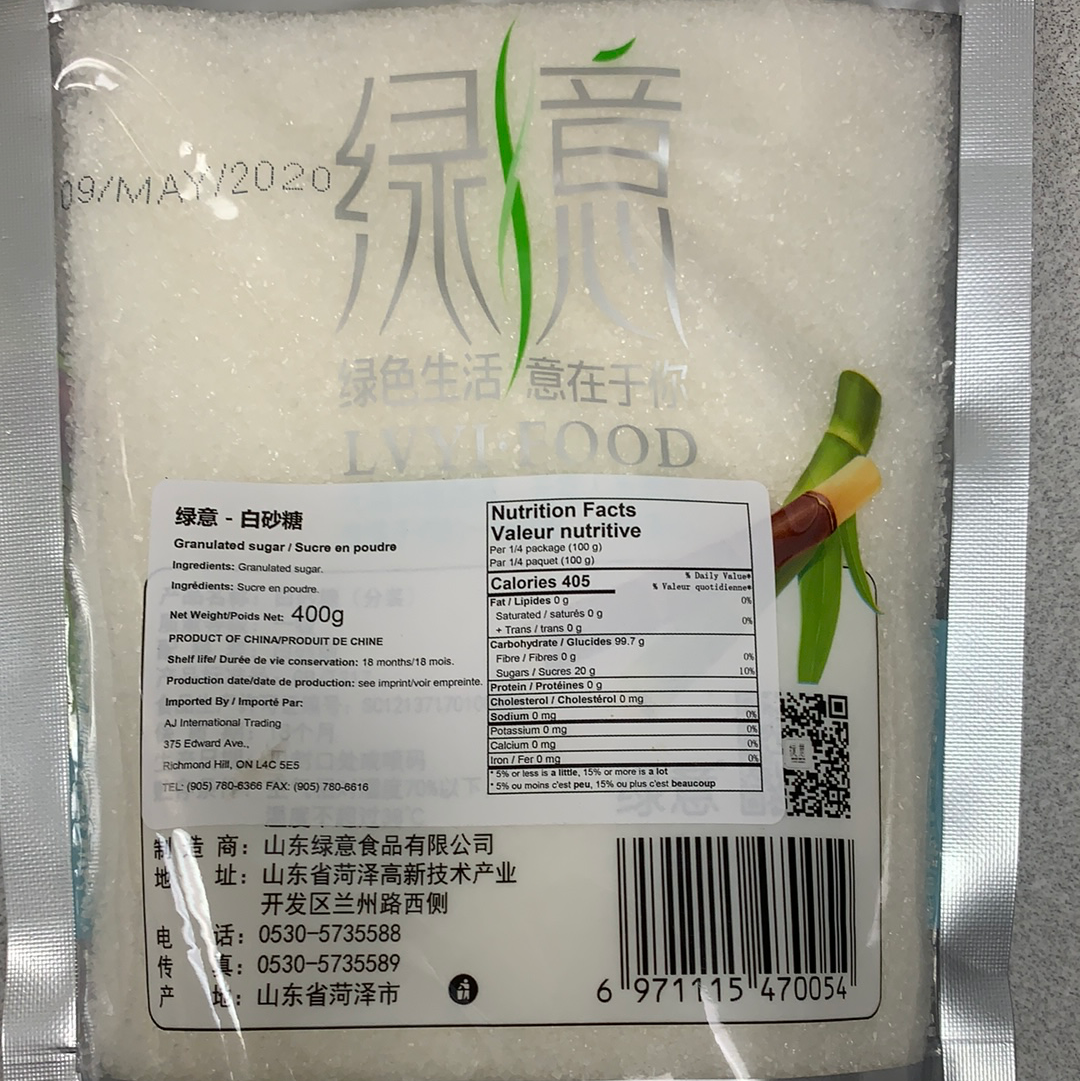 绿意
09/MAY/2020
绿色生活 意在于你
LVYI FOOD
绿意 - 白砂糖
Granulated sugar / Sucre en poudre
Ingredients: Granulated sugar.
Ingrédients: Sucre en poudre.
Net Weight/Poids Net: 400g
PRODUCT OF CHINA/PRODUIT DE CHINE
Shelf life/ Durée de vie conservation: 18 months/18 mois.
Production date/date de production: see imprint/voir empreinte.
Imported By / Importé Par:
AJ International Trading
375 Edward Ave.,
Richmond Hill, ON L4C 5E5
TEL: (905) 780-6366 FAX: (905) 780-6616
Nutrition Facts
Valeur nutritive
Per 1/4 package (100 g)
Par 1/4 paquet (100 g)
Calories 405
% Daily Value*
% Valeur quotidienne*
Fat / Lipides 0 g 0%
Saturated / saturés 0 g
+ Trans / trans 0 g 0%
Carbohydrate / Glucides 99.7 g
Fibre / Fibres 0 g 0%
Sugars / Sucres 20 g 10%
Protein / Protéines 0 g
Cholesterol / Cholestérol 0 mg
Sodium 0 mg 0%
Potassium 0 mg 0%
Calcium 0 mg 0%
Iron / Fer 0 mg 0%
* 5% or less is a little, 15% or more is a lot
* 5% ou moins c'est peu, 15% ou plus c'est beaucoup
制造商：山东绿意食品有限公司
地 址：山东省菏泽高新技术产业
开发区兰州路西侧
电 话：0530-5735588
传 真：0530-5735589
产 地：山东省菏泽市
6 971115 470054